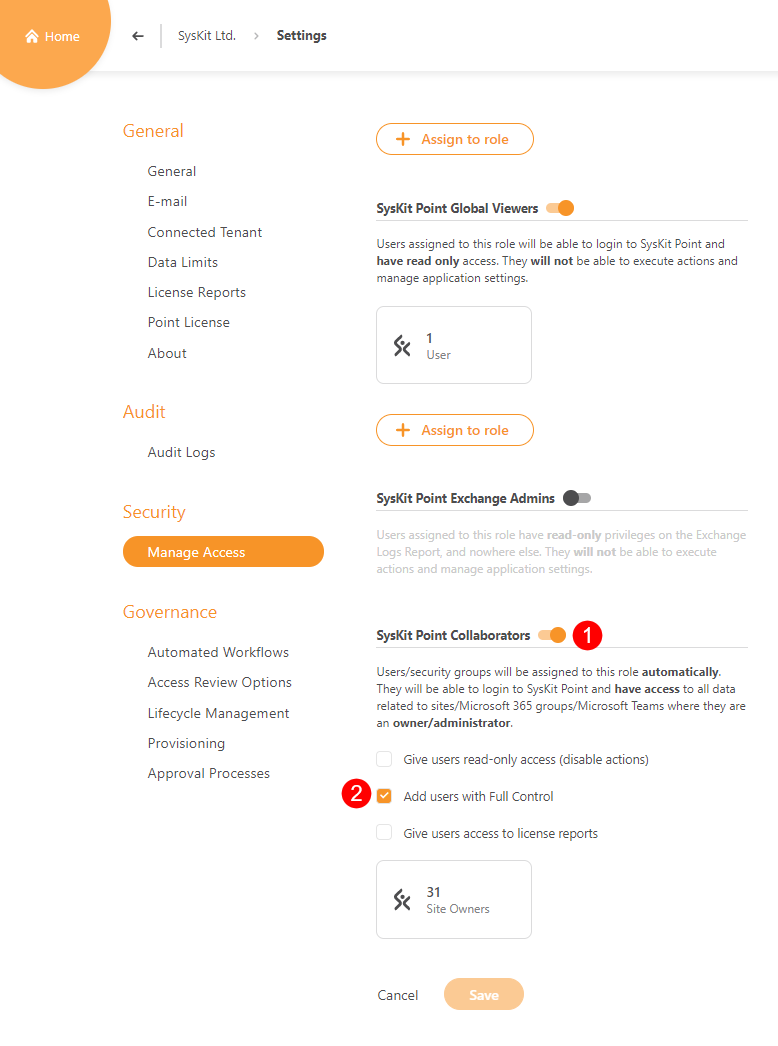 Home
SysKit Ltd. > Settings
General
General
E-mail
Connected Tenant
Data Limits
License Reports
Point License
About
Audit
Audit Logs
Security
Manage Access
Governance
Automated Workflows
Access Review Options
Lifecycle Management
Provisioning
Approval Processes
+ Assign to role
SysKit Point Global Viewers
Users assigned to this role will be able to login to SysKit Point and
have read only access. They will not be able to execute actions and
manage application settings.
1
User
+ Assign to role
SysKit Point Exchange Admins
Users assigned to this role have read-only privileges on the Exchange
Logs Report, and nowhere else. They will not be able to execute
actions and manage application settings.
SysKit Point Collaborators 1
Users/security groups will be assigned to this role automatically.
They will be able to login to SysKit Point and have access to all data
related to sites/Microsoft 365 groups/Microsoft Teams where they are
an owner/administrator.
Give users read-only access (disable actions)
2 Add users with Full Control
Give users access to license reports
31
Site Owners
Cancel Save